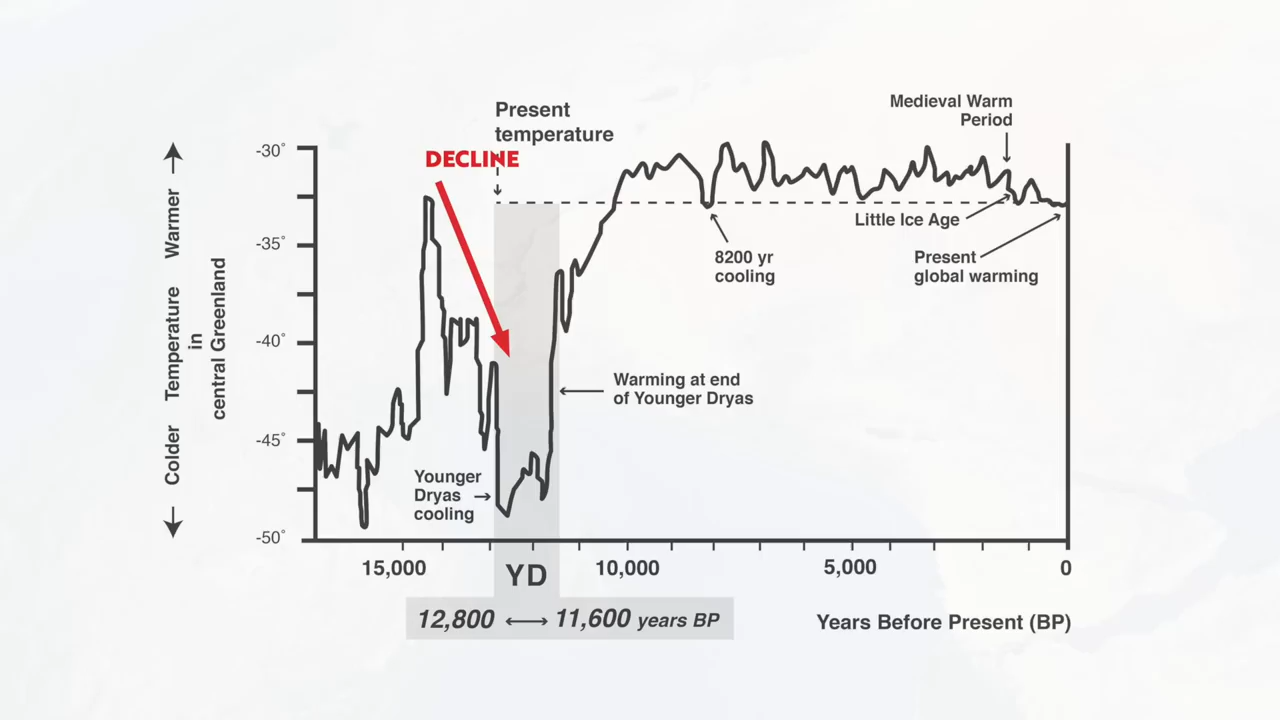 Medieval Warm
Period
Present
temperature
DECLINE
-30°
-35°
-40°
-45°
-50°
Colder Temperature Warmer
in
central Greenland
Little Ice Age
8200 yr
cooling
Present
global warming
Warming at end
of Younger Dryas
Younger
Dryas
cooling
15,000
YD
10,000
5,000
0
12,800
11,600 years BP
Years Before Present (BP)